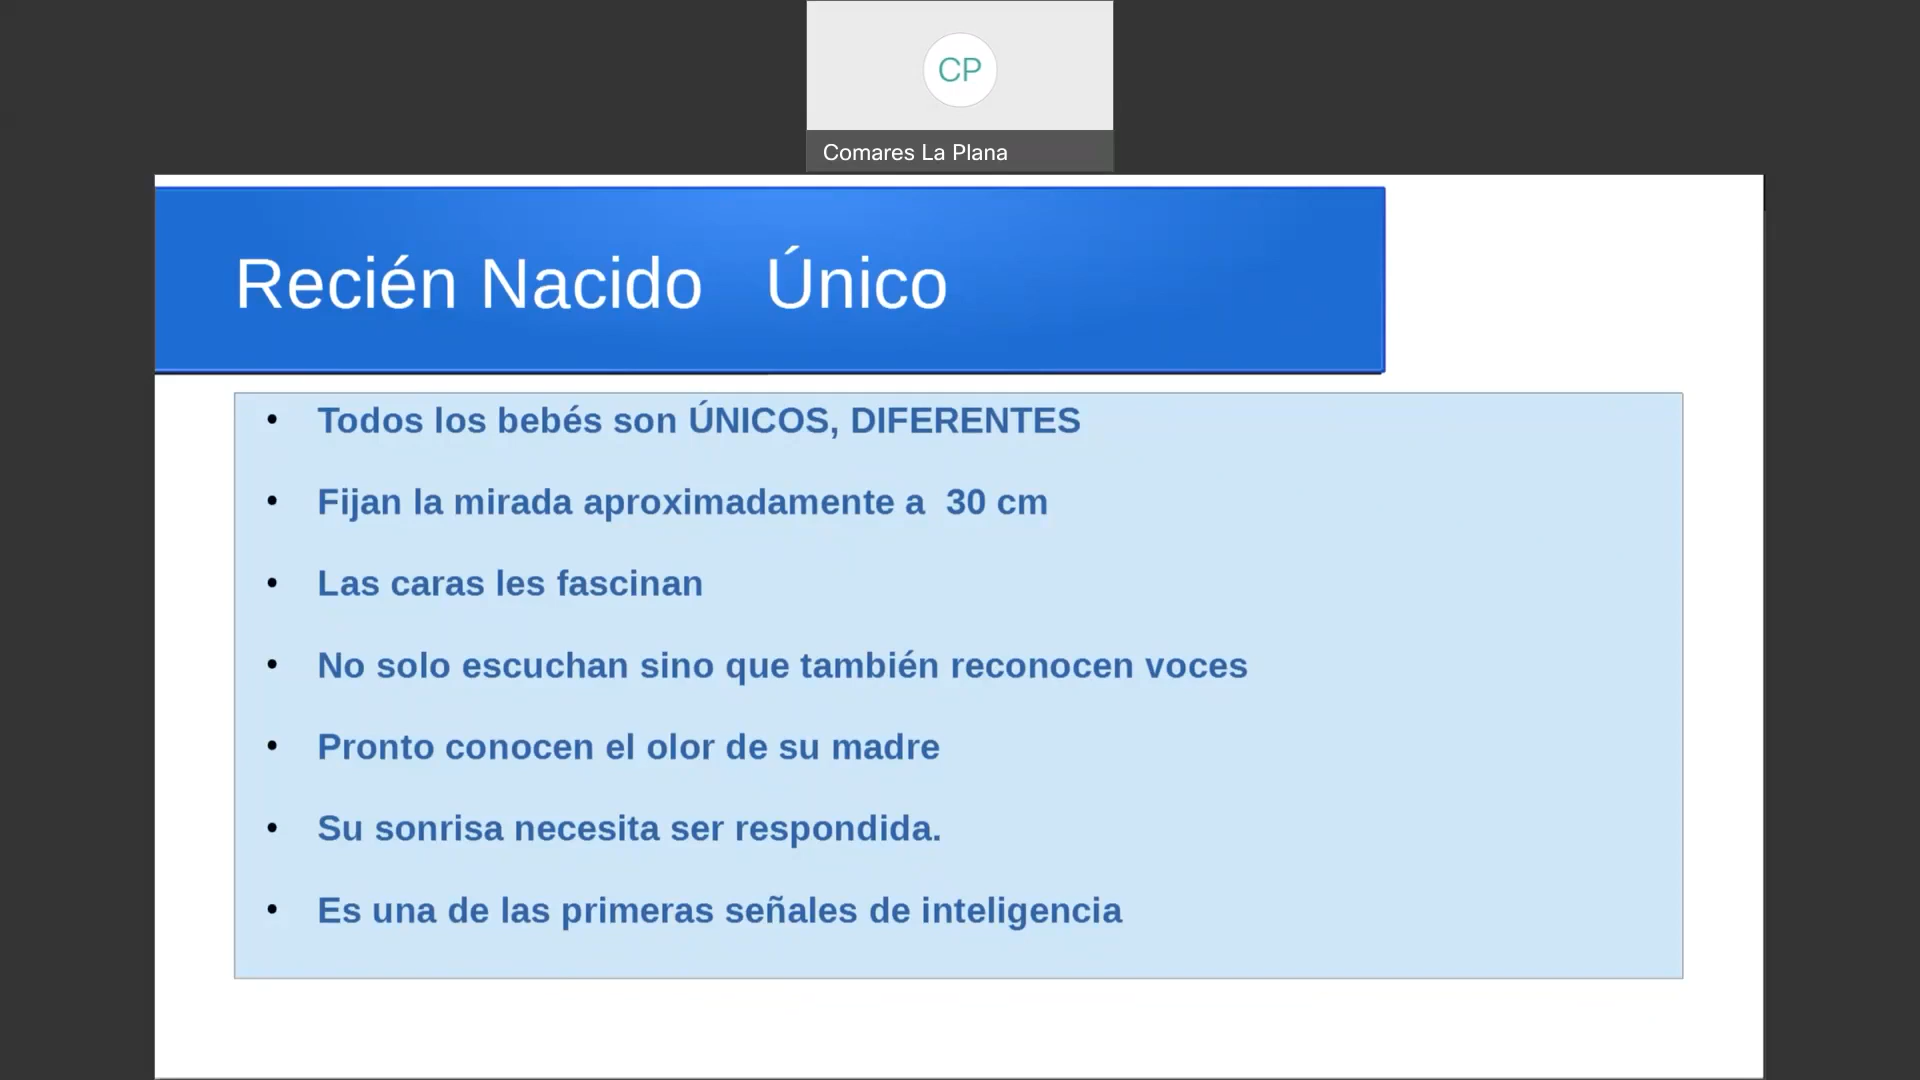 CP
Comares La Plana
Recién Nacido   Único
• Todos los bebés son ÚNICOS, DIFERENTES
• Fijan la mirada aproximadamente a  30 cm
• Las caras les fascinan
• No solo escuchan sino que también reconocen voces
• Pronto conocen el olor de su madre
• Su sonrisa necesita ser respondida.
• Es una de las primeras señales de inteligencia